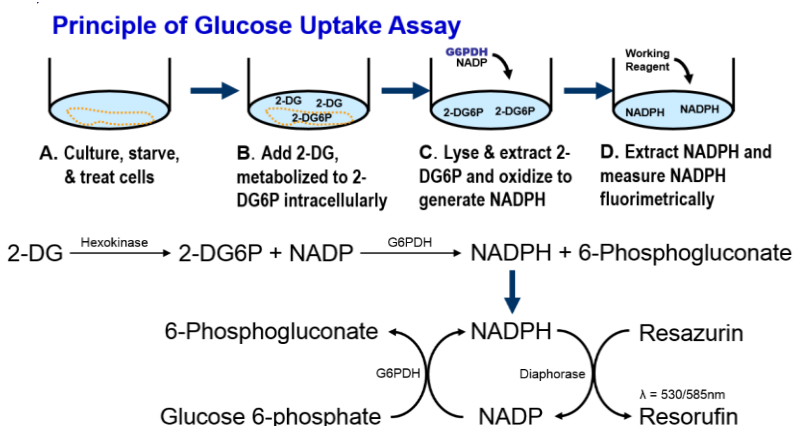 Principle of Glucose Uptake Assay
2-DG 2-DG
2-DG6P
G6PDH
NADP
2-DG6P 2-DG6P
Working
Reagent
NADPH NADPH
A. Culture, starve,
& treat cells
B. Add 2-DG,
metabolized to 2-
DG6P intracellularly
C. Lyse & extract 2-
DG6P and oxidize to
generate NADPH
D. Extract NADPH and
measure NADPH
fluorimetrically
2-DG Hexokinase 2-DG6P + NADP G6PDH NADPH + 6-Phosphogluconate
6-Phosphogluconate NADPH Resazurin
G6PDH Diaphorase
λ = 530/585nm
Glucose 6-phosphate NADP Resorufin